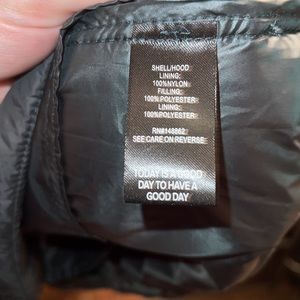 SHELL/HOOD
LINING:
100%NYLON
FILLING:
100%POLYESTER
LINING:
100%POLYESTER
RN#148862
SEE CARE ON REVERSE
TODAY IS A GOOD
DAY TO HAVE A
GOOD DAY